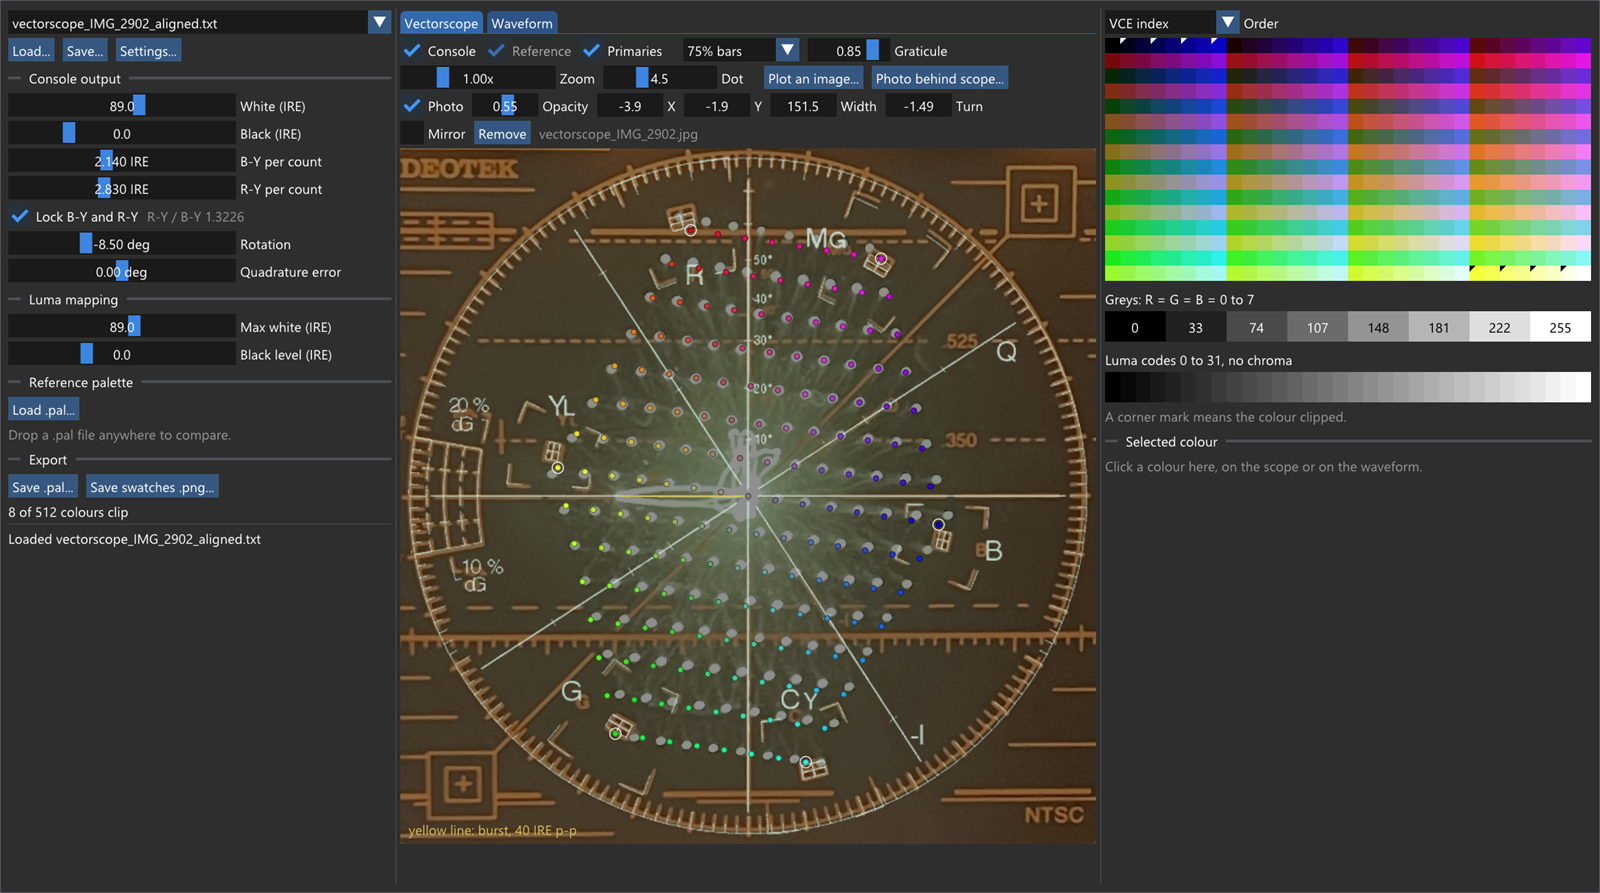 vectorscope_IMG_2902_aligned.txt
Load... Save... Settings...
Console output
89.0 White (IRE)
0.0 Black (IRE)
2.140 IRE B-Y per count
2.830 IRE R-Y per count
Lock B-Y and R-Y R-Y / B-Y 1.3226
-8.50 deg Rotation
0.00 deg Quadrature error
Luma mapping
89.0 Max white (IRE)
0.0 Black level (IRE)
Reference palette
Load .pal...
Drop a .pal file anywhere to compare.
Export
Save .pal... Save swatches .png...
8 of 512 colours clip
Loaded vectorscope_IMG_2902_aligned.txt
Vectorscope Waveform
Console Reference Primaries 75% bars 0.85 Graticule
1.00x Zoom 4.5 Dot Plot an image... Photo behind scope...
Photo 0.55 Opacity -3.9 X -1.9 Y 151.5 Width -1.49 Turn
Mirror Remove vectorscope_IMG_2902.jpg
DEOTEK
MG
R
50°
40°
30°
.525
Q
20°
YL
20 %
dG
10°
.350
B
10 %
dG
G
CY
-I
NTSC
yellow line: burst, 40 IRE p-p
VCE index Order
Greys: R = G = B = 0 to 7
0 33 74 107 148 181 222 255
Luma codes 0 to 31, no chroma
A corner mark means the colour clipped.
Selected colour
Click a colour here, on the scope or on the waveform.